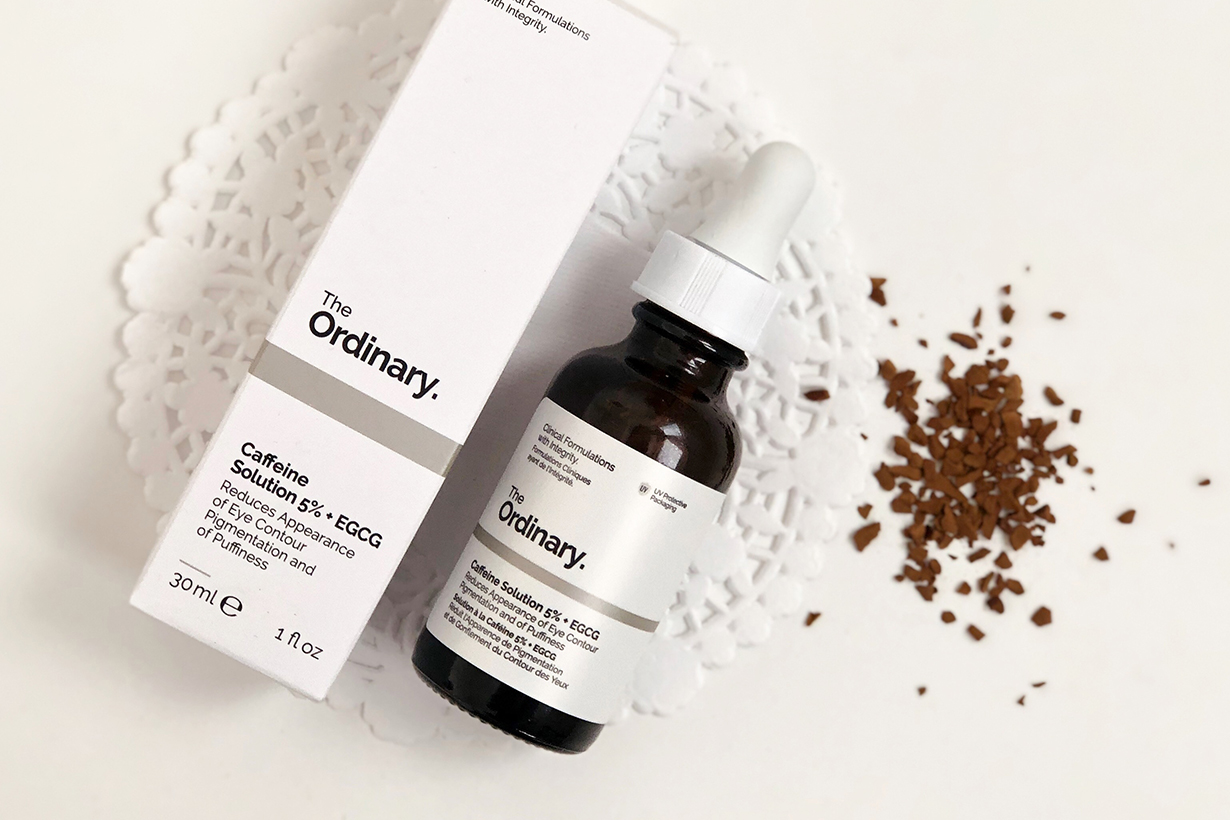 Formulations
with Integrity.
The
Ordinary.
Caffeine
Solution 5% + EGCG
Reduces Appearance
of Eye Contour
Pigmentation and
of Puffiness
30 ml ℮
1 fl oz
Clinical Formulations
with Integrity.
Formulations Cliniques
ayant de l'intégrité.
UV
UV Protective
Packaging
The
Ordinary.
Caffeine Solution 5% + EGCG
Reduces Appearance of Eye Contour
Pigmentation and of Puffiness
Solution à la Caféine 5% + EGCG
Réduit l'Apparence de Pigmentation
et de Gonflement du Contour des Yeux